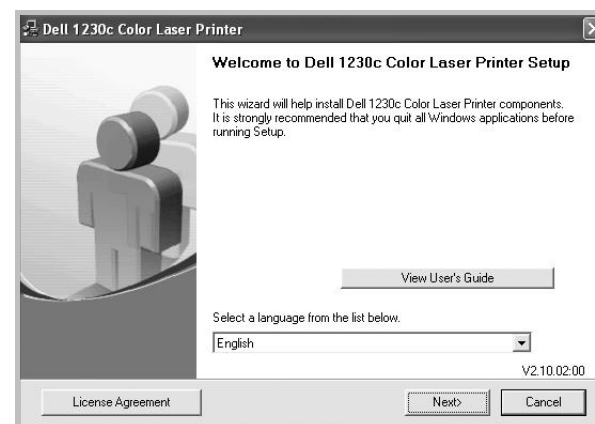 Dell 1230c Color Laser Printer
Welcome to Dell 1230c Color Laser Printer Setup
This wizard will help install Dell 1230c Color Laser Printer components.
It is strongly recommended that you quit all Windows applications before
running Setup.
View User's Guide
Select a language from the list below.
English
V2.10.02:00
License Agreement
Next>
Cancel